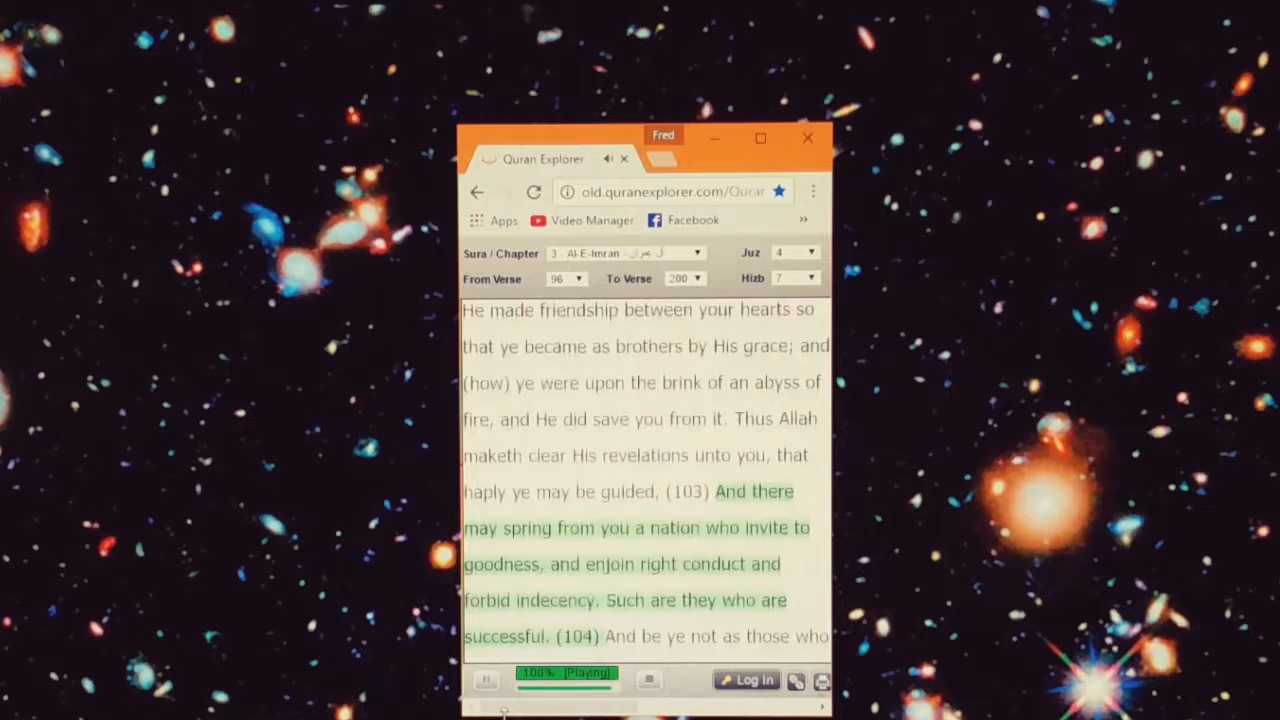 Fred
Quran Explorer
old.quranexplorer.com/Qurar
Apps Video Manager Facebook »
Sura / Chapter 3 - Al-E-Imran - آل عمران Juz 4
From Verse 96 To Verse 200 Hizb 7
He made friendship between your hearts so
that ye became as brothers by His grace; and
(how) ye were upon the brink of an abyss of
fire, and He did save you from it. Thus Allah
maketh clear His revelations unto you, that
haply ye may be guided, (103) And there
may spring from you a nation who invite to
goodness, and enjoin right conduct and
forbid indecency. Such are they who are
successful. (104) And be ye not as those who
100% [Playing] Log In